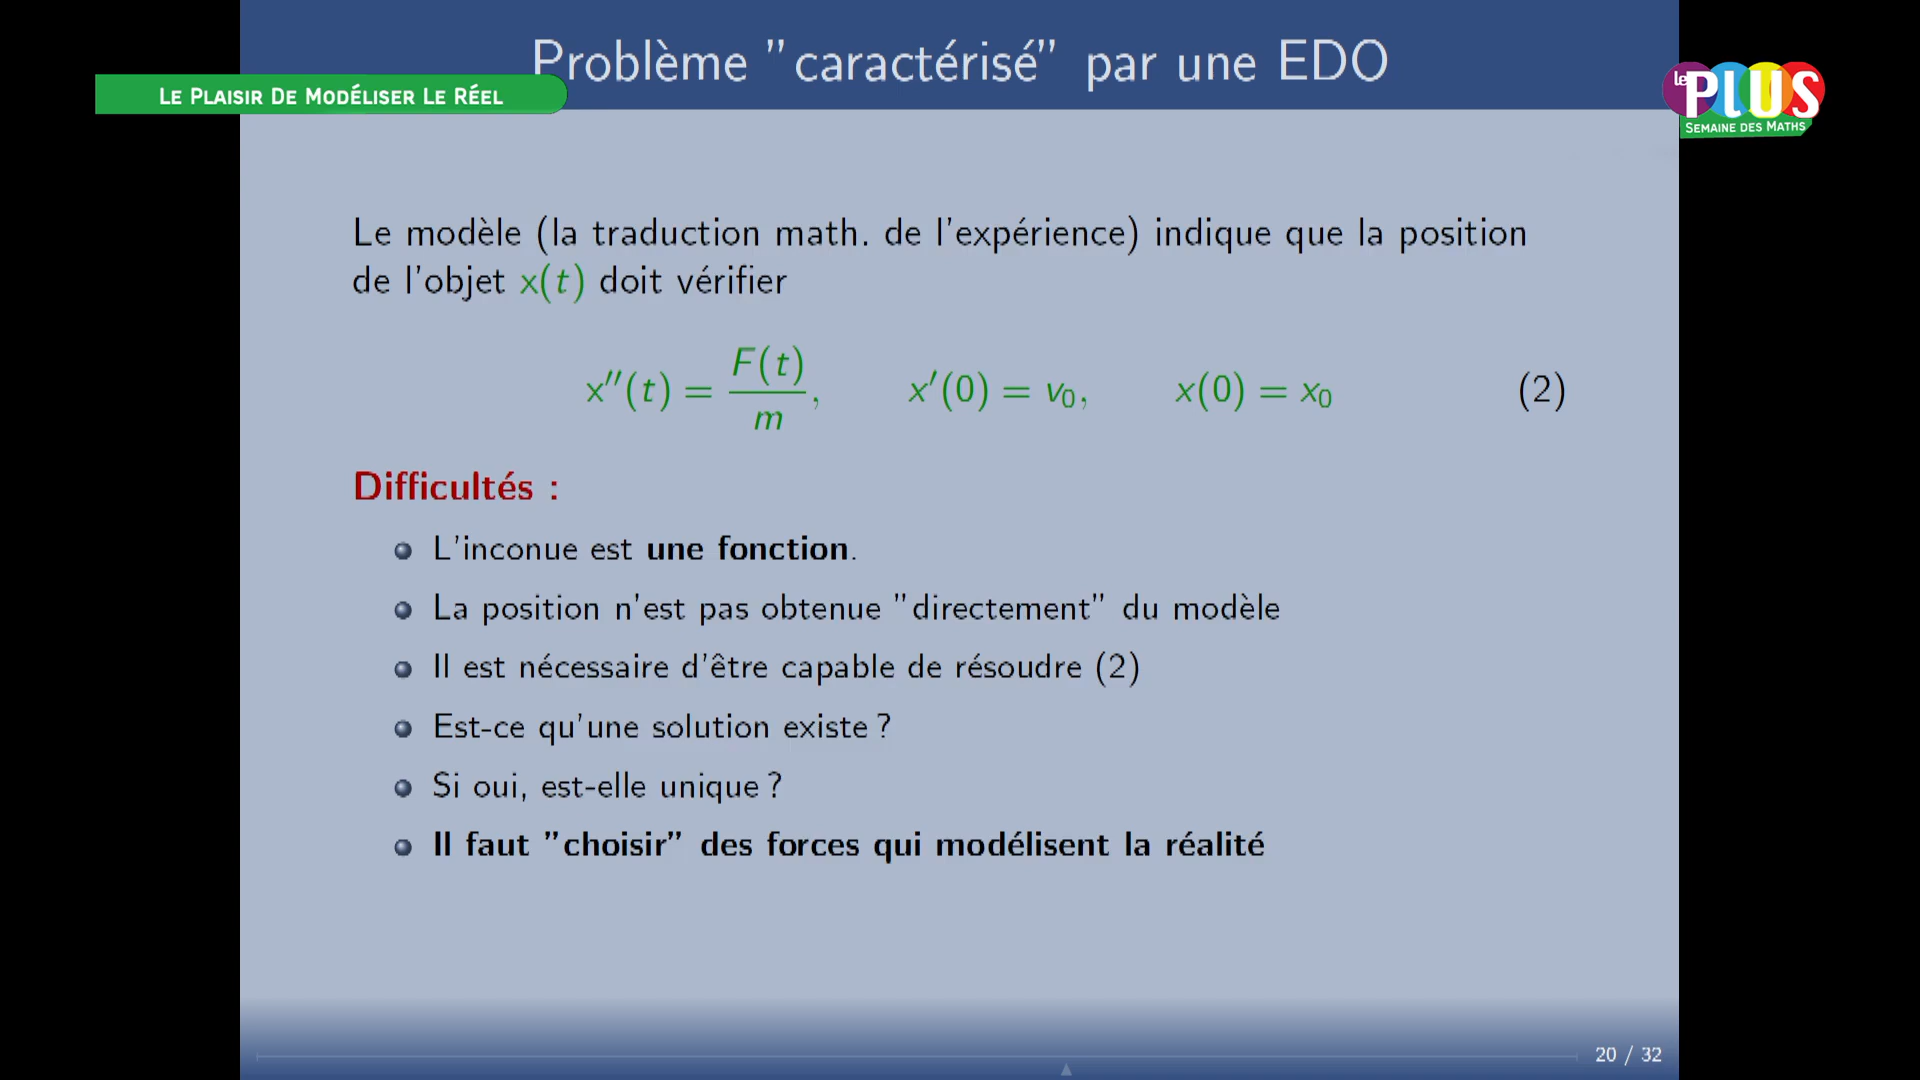 Problème "caractérisé" par une EDO
LE PLAISIR DE MODÉLISER LE RÉEL
le PLUS
SEMAINE DES MATHS
Le modèle (la traduction math. de l'expérience) indique que la position
de l'objet x(t) doit vérifier
x''(t) = F(t)/m, x'(0) = v₀, x(0) = x₀ (2)
Difficultés :
L'inconue est une fonction.
La position n'est pas obtenue "directement" du modèle
Il est nécessaire d'être capable de résoudre (2)
Est-ce qu'une solution existe ?
Si oui, est-elle unique ?
Il faut "choisir" des forces qui modélisent la réalité
20 / 32